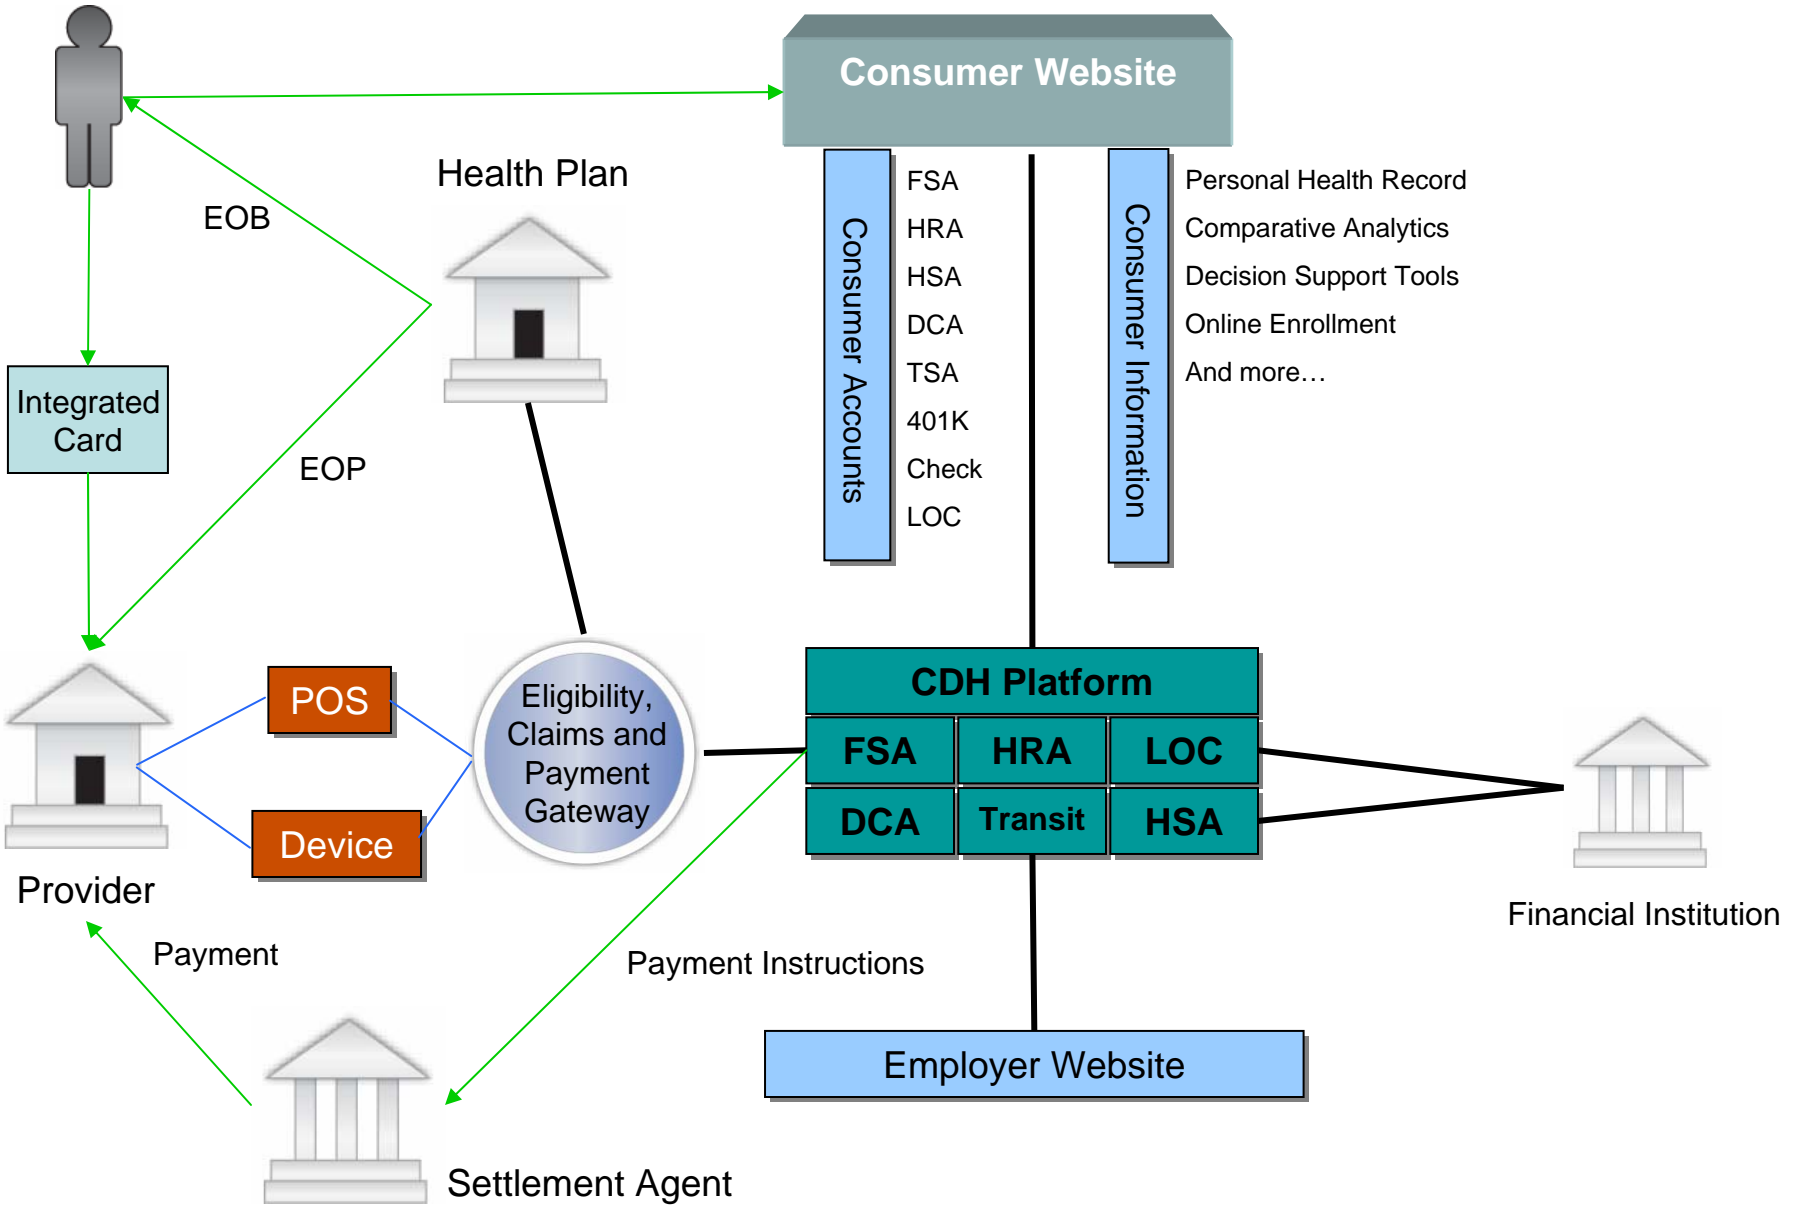 Consumer Website
Health Plan
EOB
Consumer Accounts
FSA
HRA
HSA
DCA
TSA
401K
Check
LOC
Consumer Information
Personal Health Record
Comparative Analytics
Decision Support Tools
Online Enrollment
And more…
Integrated
Card
EOP
POS
Device
Provider
Eligibility,
Claims and
Payment
Gateway
CDH Platform
FSA
HRA
LOC
DCA
Transit
HSA
Financial Institution
Payment
Payment Instructions
Employer Website
Settlement Agent